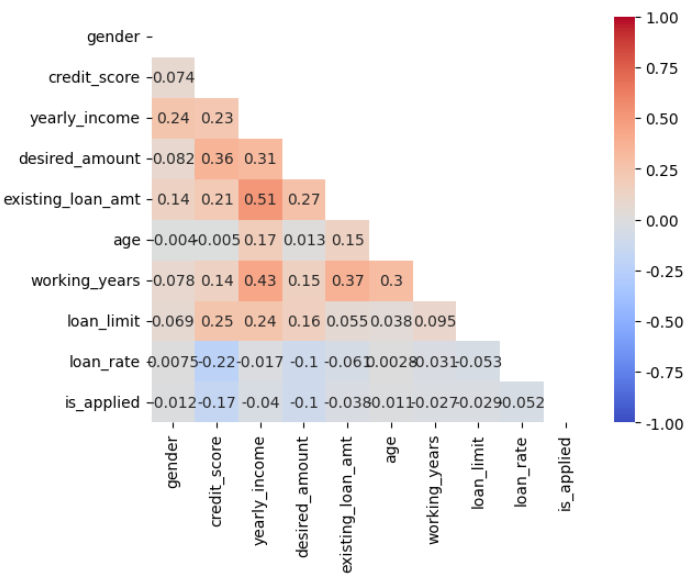 gender
credit_score 0.074
yearly_income 0.24 0.23
desired_amount 0.082 0.36 0.31
existing_loan_amt 0.14 0.21 0.51 0.27
age -0.004 -0.005 0.17 0.013 0.15
working_years 0.078 0.14 0.43 0.15 0.37 0.3
loan_limit 0.069 0.25 0.24 0.16 0.055 0.038 0.095
loan_rate 0.0075 -0.22 -0.017 -0.1 -0.061 0.0028 -0.031 -0.053
is_applied -0.012 -0.17 -0.04 -0.1 -0.038 -0.011 -0.027 -0.029 -0.052
gender
credit_score
yearly_income
desired_amount
existing_loan_amt
age
working_years
loan_limit
loan_rate
is_applied
1.00
0.75
0.50
0.25
0.00
-0.25
-0.50
-0.75
-1.00